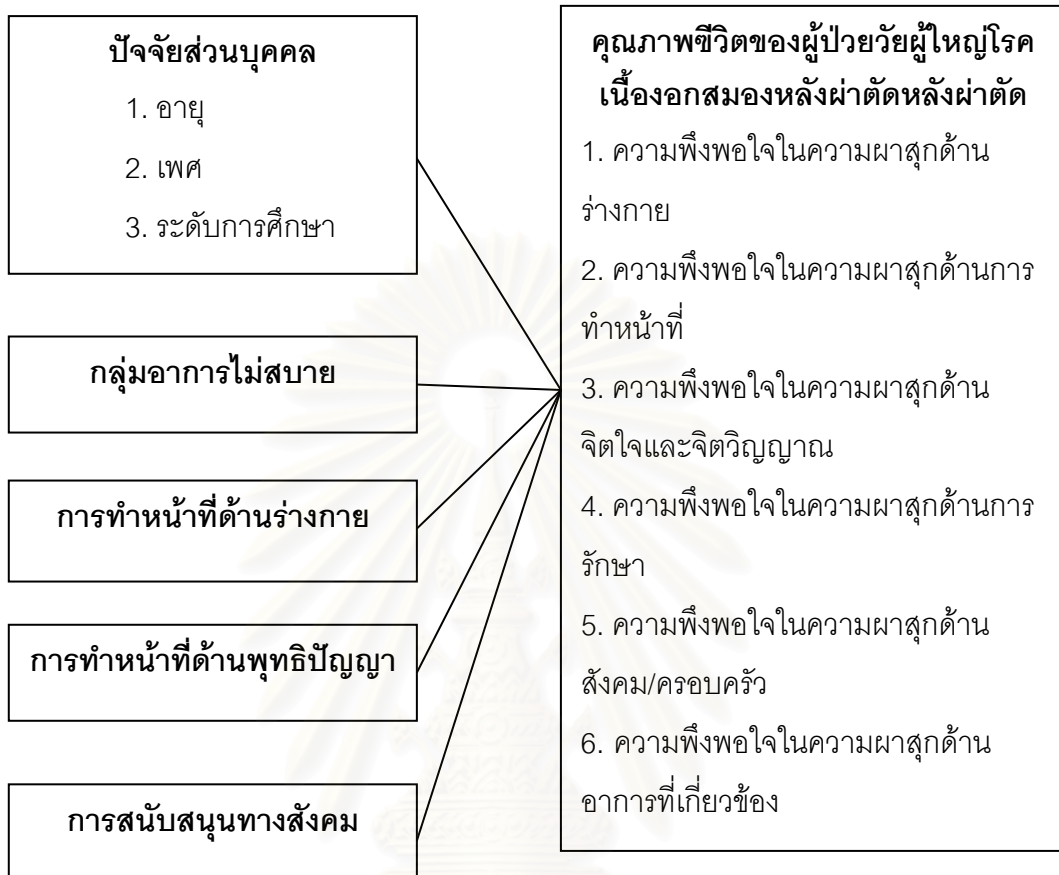 ปัจจัยส่วนบุคคล
1. อายุ
2. เพศ
3. ระดับการศึกษา
กลุ่มอาการไม่สบาย
การทำหน้าที่ด้านร่างกาย
การทำหน้าที่ด้านพุทธิปัญญา
การสนับสนุนทางสังคม
คุณภาพชีวิตของผู้ป่วยวัยผู้ใหญ่โรค
เนื้องอกสมองหลังผ่าตัดหลังผ่าตัด
1. ความพึงพอใจในความผาสุกด้าน
ร่างกาย
2. ความพึงพอใจในความผาสุกด้านการ
ทำหน้าที่
3. ความพึงพอใจในความผาสุกด้าน
จิตใจและจิตวิญญาณ
4. ความพึงพอใจในความผาสุกด้านการ
รักษา
5. ความพึงพอใจในความผาสุกด้าน
สังคม/ครอบครัว
6. ความพึงพอใจในความผาสุกด้าน
อาการที่เกี่ยวข้อง